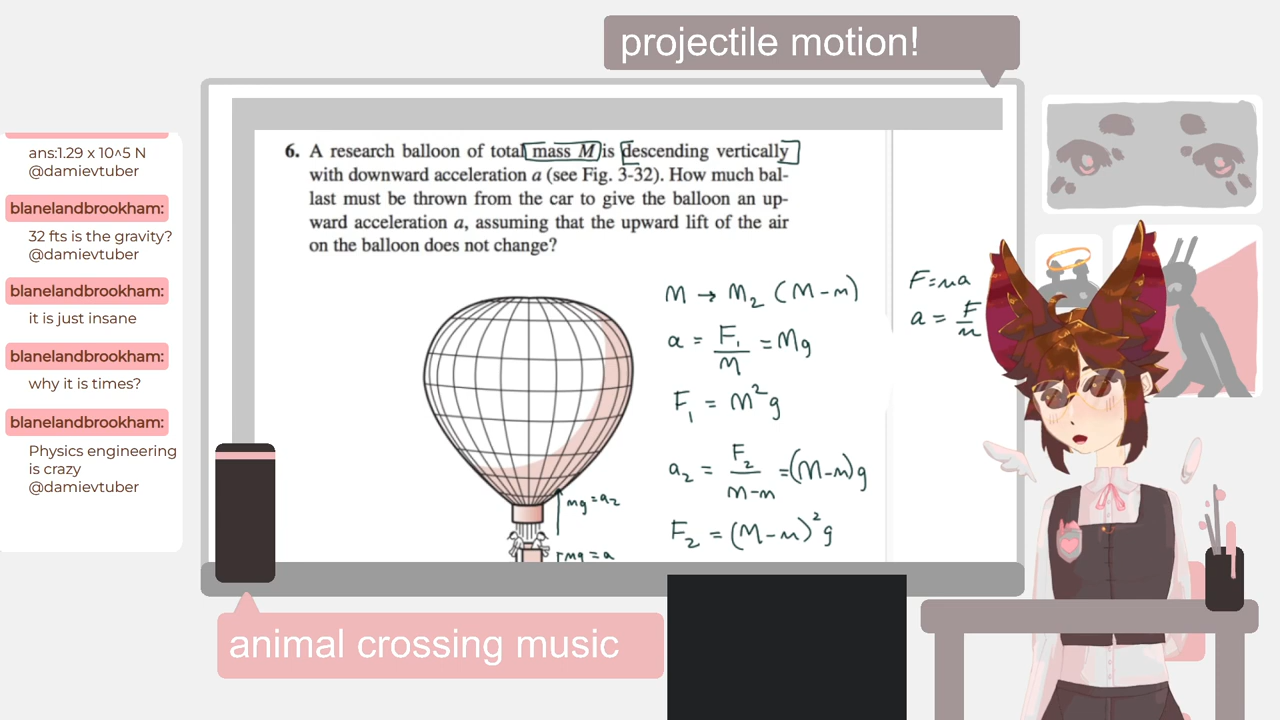 projectile motion!
ans:1.29 x 10^5 N
@damievtuber
blanelandbrookham:
32 fts is the gravity?
@damievtuber
blanelandbrookham:
it is just insane
blanelandbrookham:
why it is times?
blanelandbrookham:
Physics engineering
is crazy
@damievtuber
6. A research balloon of total mass M is descending vertically
with downward acceleration a (see Fig. 3-32). How much bal-
last must be thrown from the car to give the balloon an up-
ward acceleration a, assuming that the upward lift of the air
on the balloon does not change?
M → M₂ (M-m)
a = F₁/M = Mg
F₁ = M²g
a₂ = F₂/M-m = (M-m)g
F₂ = (M-m)²g
mg = a₂
mg = a
F = ma
a = F/m
animal crossing music